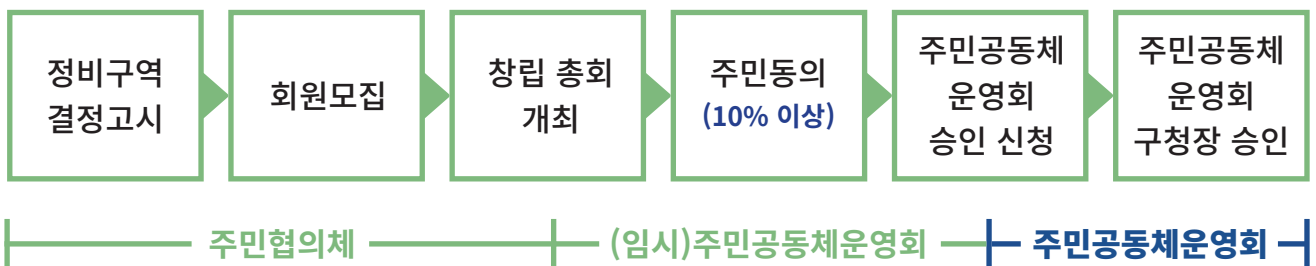 정비구역
결정고시
회원모집
창립 총회
개최
주민동의
(10% 이상)
주민공동체
운영회
승인 신청
주민공동체
운영회
구청장 승인
주민협의체
(임시)주민공동체운영회
주민공동체운영회